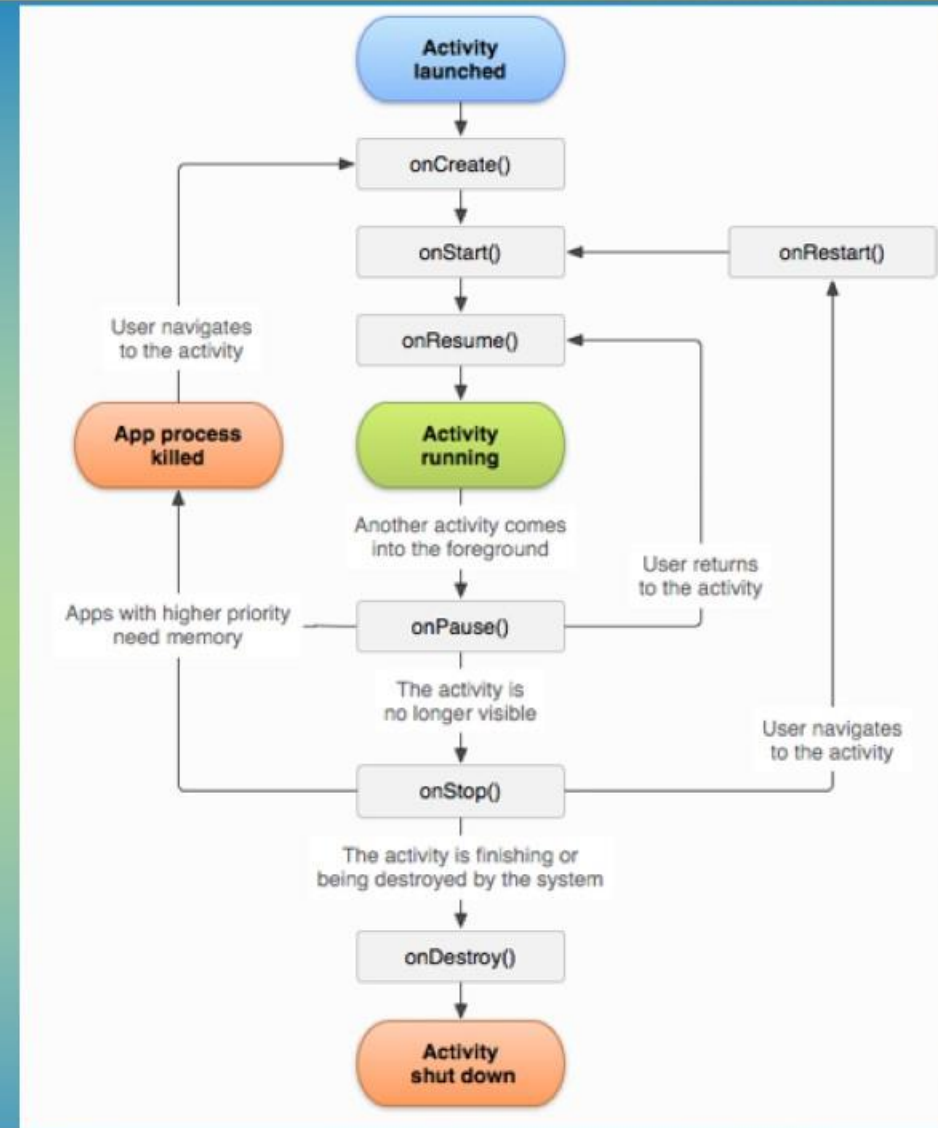 Activity
launched
onCreate()
onStart()
onRestart()
User navigates
to the activity
onResume()
App process
killed
Activity
running
Another activity comes
into the foreground
User returns
to the activity
Apps with higher priority
need memory
onPause()
The activity is
no longer visible
User navigates
to the activity
onStop()
The activity is finishing or
being destroyed by the system
onDestroy()
Activity
shut down